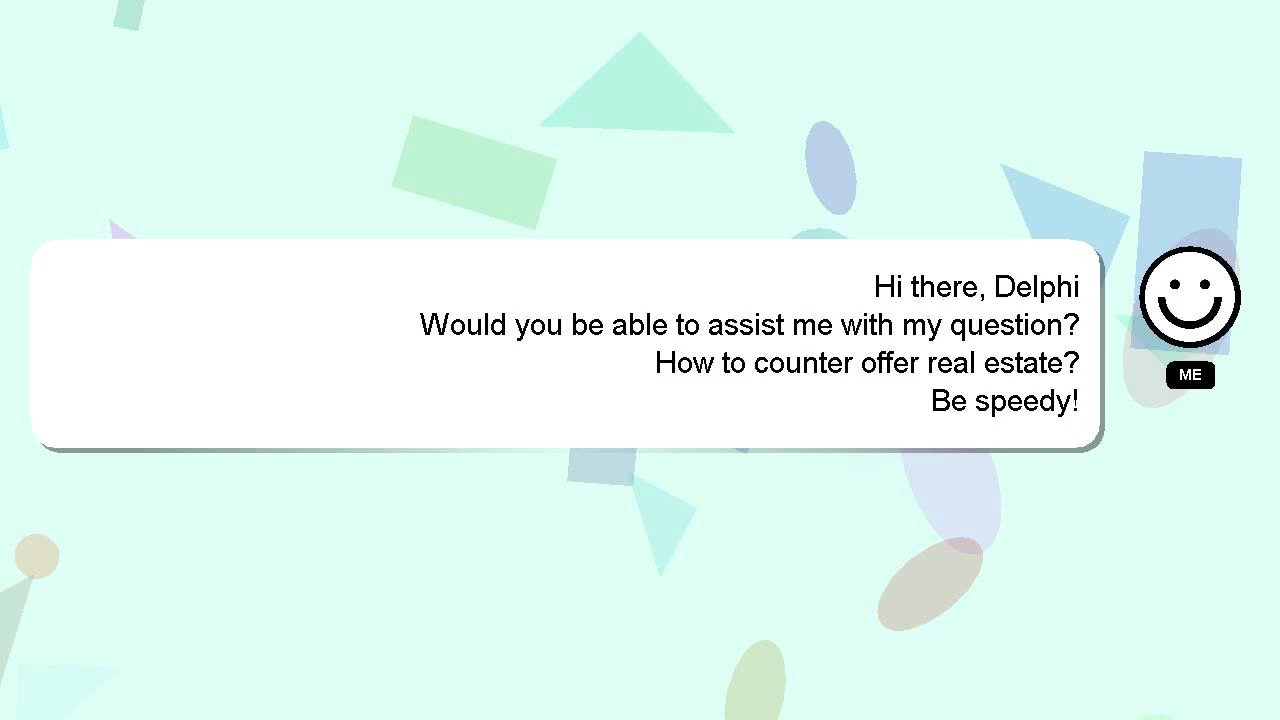 Hi there, Delphi
Would you be able to assist me with my question?
How to counter offer real estate?
Be speedy!
ME